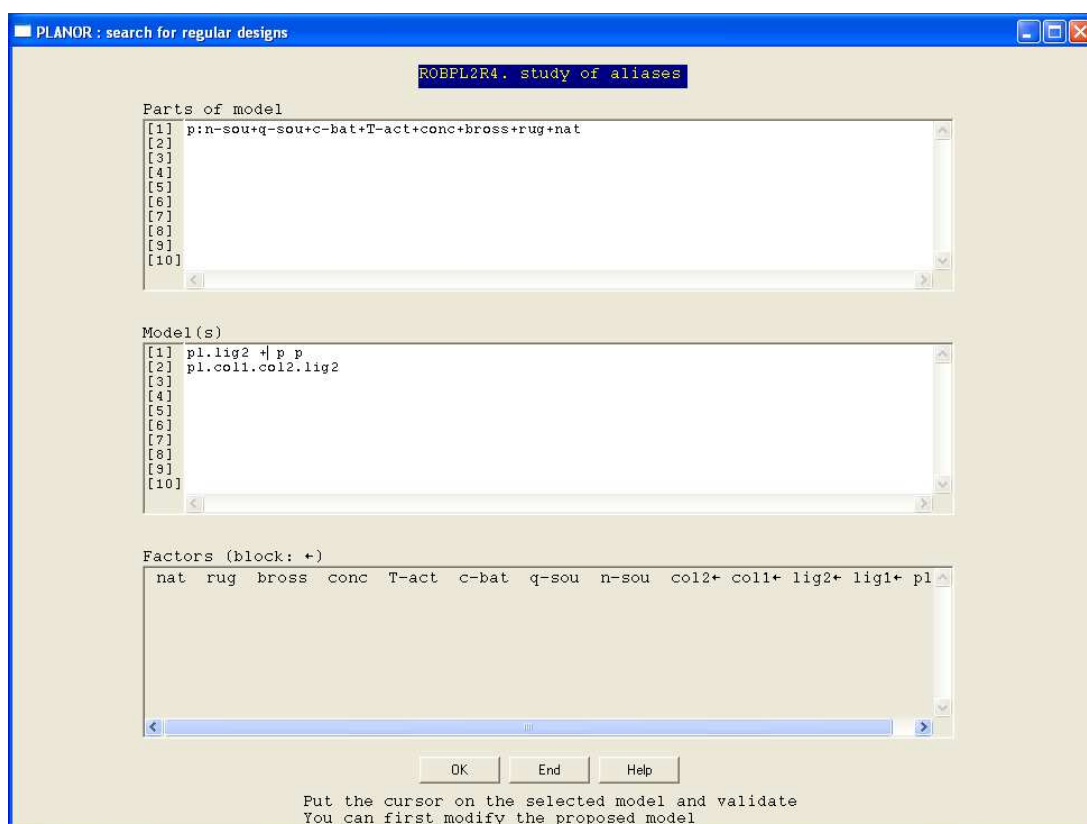 PLANOR : search for regular designs
ROBPL2R4. study of aliases
Parts of model
[1] p:n-sou+q-sou+c-bat+T-act+conc+bross+rug+nat
[2]
[3]
[4]
[5]
[6]
[7]
[8]
[9]
[10]
Model(s)
[1] pl.lig2 + p p
[2] pl.col1.col2.lig2
[3]
[4]
[5]
[6]
[7]
[8]
[9]
[10]
Factors (block: ←)
nat rug bross conc T-act c-bat q-sou n-sou col2← col1← lig2← lig1← pl
OK End Help
Put the cursor on the selected model and validate
You can first modify the proposed model